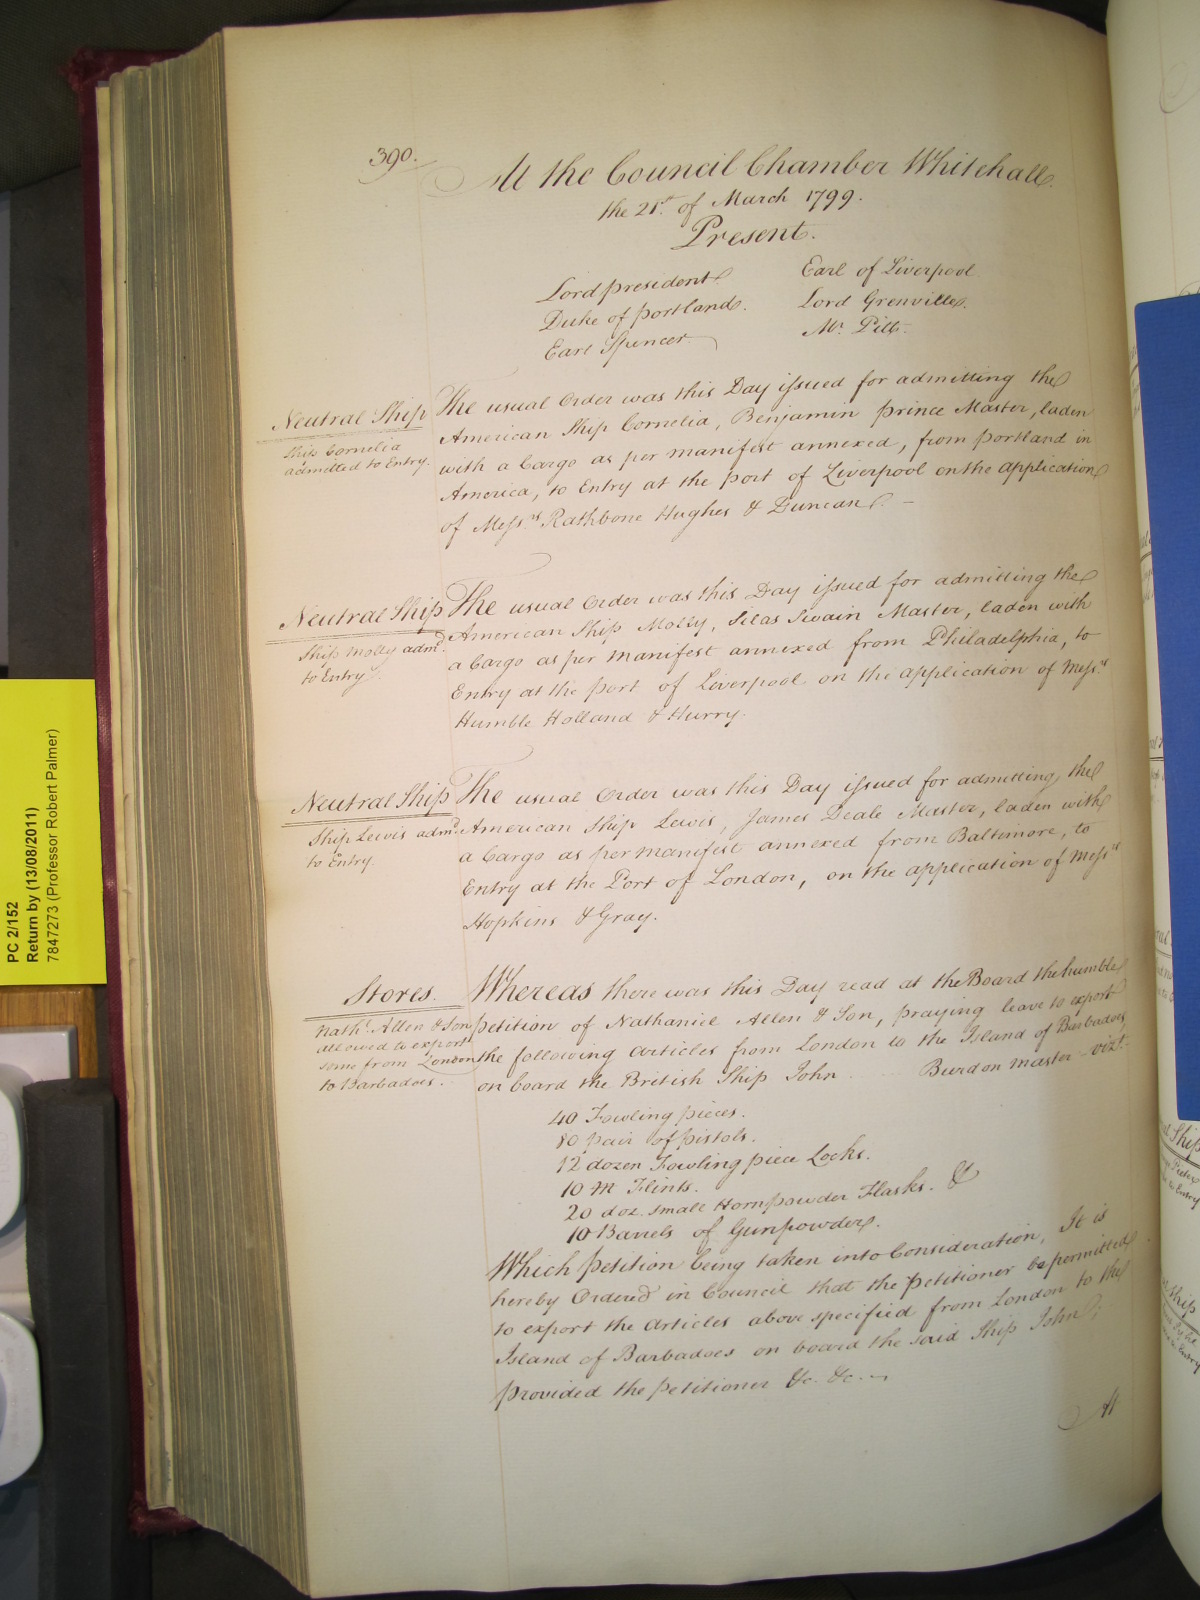 390.
At the Council Chamber Whitehall.
the 21st. of March 1799.
Present.
Lord president
Duke of portland.
Earl Spencer
Earl of Liverpool
Lord Grenville.
Mr. Pitt.
Neutral Ship
Ship Cornelia
admitted to Entry.
The usual Order was this Day issued for admitting the
American Ship Cornelia, Benjamin prince Master, laden
with a Cargo as per manifest annexed, from portland in
America, to Entry at the port of Liverpool on the application
of Messrs. Rathbone Hughes & Duncan. –
Neutral Ship
Ship Molly admd.
to Entry.
The usual Order was this Day issued for admitting the
American Ship Molly, Silas Swain Master, laden with
a Cargo as per manifest annexed from Philadelphia, to
Entry at the port of Liverpool on the application of Messrs.
Humble Holland & Hurry.
Neutral Ship
Ship Lewis admd.
to Entry.
The usual Order was this Day issued for admitting the
American Ship Lewis, James Deale Master, laden with
a Cargo as per manifest annexed from Baltimore, to
Entry at the Port of London, on the application of Messrs
Hopkins & Gray.
Stores.
Nathl. Allen & Son
allowed to export
some from London
to Barbadoes.
Whereas there was this Day read at the Board the humble
petition of Nathaniel Allen & Son, praying leave to export
the following articles from London to the Island of Barbadoes,
on board the British Ship John Burdon master – vizt.
40 Fowling pieces.
80 pair of pistols.
12 dozen Fowling piece Locks.
10 M Flints.
20 doz. small Horn powder Flasks. &
10 Barrels of Gunpowder.
Which petition being taken into Consideration, It is
hereby Ordered in Council that the petitioner be permitted
to export the articles above specified from London to the
Island of Barbadoes on board the said Ship John;
provided the petitioner &c. &c. –
At
PC 2/152
Return by (13/08/2011)
7847273 (Professor Robert Palmer)